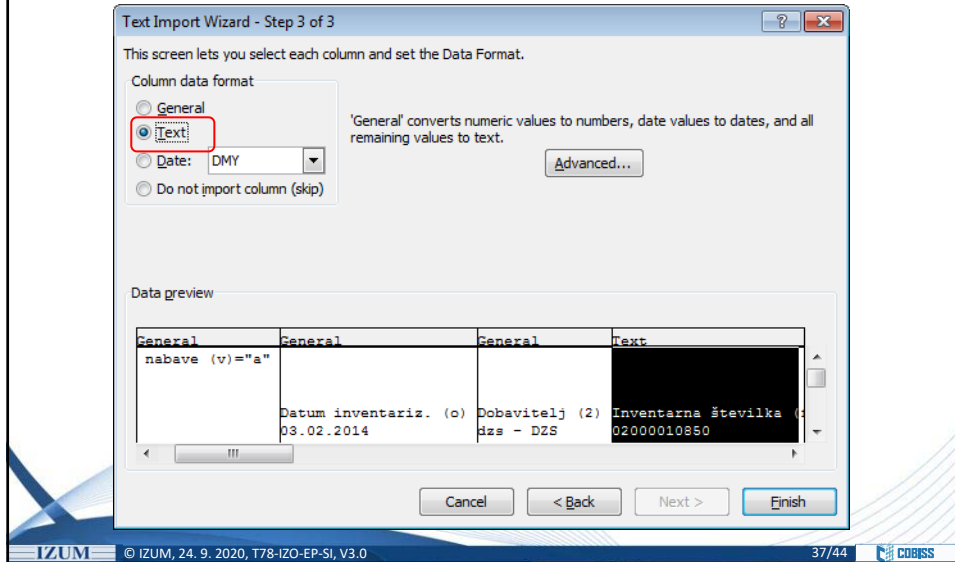 Text Import Wizard - Step 3 of 3
This screen lets you select each column and set the Data Format.
Column data format
General
Text
Date: DMY
Do not import column (skip)
'General' converts numeric values to numbers, date values to dates, and all
remaining values to text.
Advanced...
Data preview
General General General Text
nabave (v)="a"
Datum inventariz. (o) Dobavitelj (2) Inventarna številka
03.02.2014 dzs - DZS 02000010850
Cancel < Back Next > Finish
IZUM © IZUM, 24. 9. 2020, T78-IZO-EP-SI, V3.0 37/44 COBISS